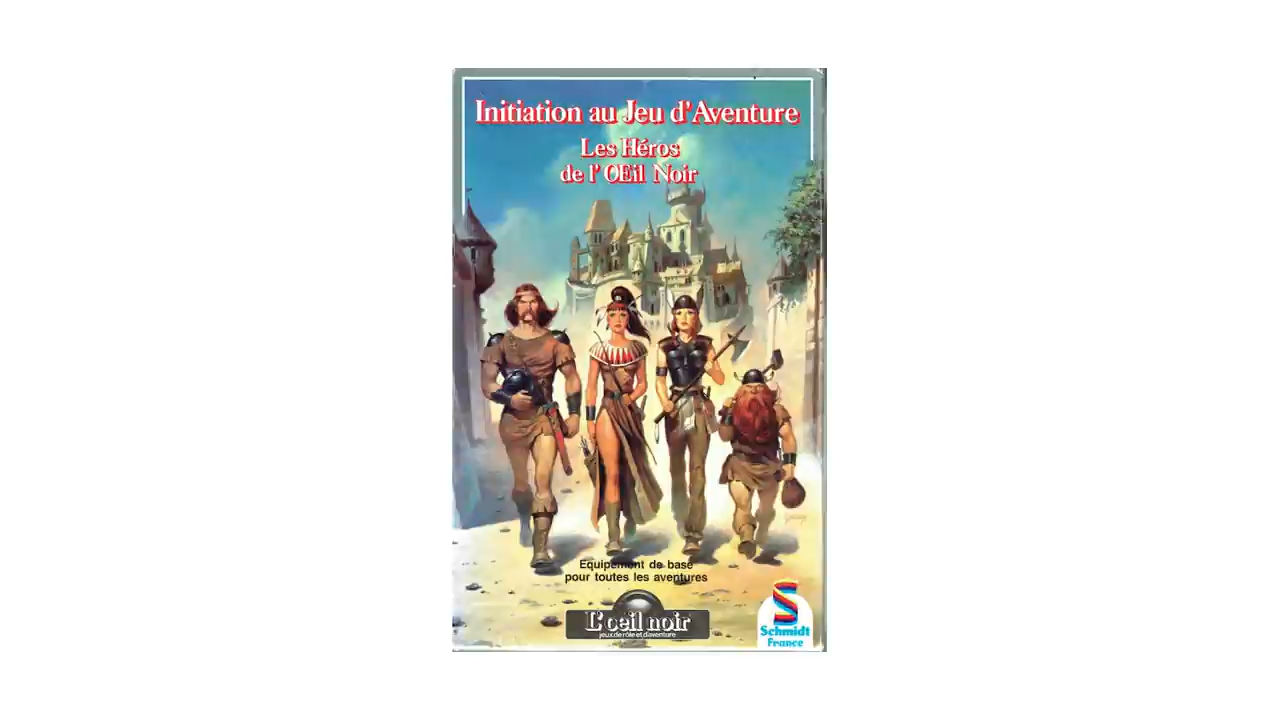 Initiation au Jeu d'Aventure
Les Héros
de l'Œil Noir
Equipement de base
pour toutes les aventures
L'œil noir
jeux de rôle et d'aventure
S
Schmidt
France